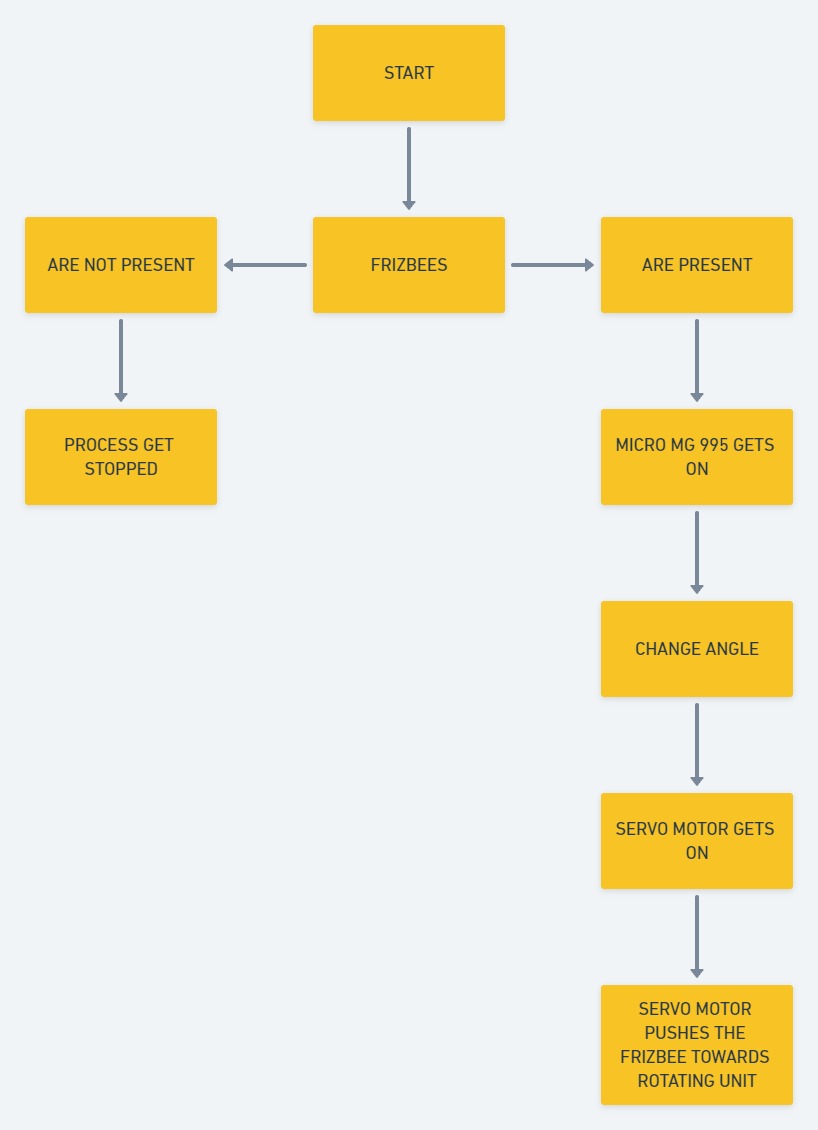 START
ARE NOT PRESENT
FRIZBEES
ARE PRESENT
PROCESS GET
STOPPED
MICRO MG 995 GETS
ON
CHANGE ANGLE
SERVO MOTOR GETS
ON
SERVO MOTOR
PUSHES THE
FRIZBEE TOWARDS
ROTATING UNIT